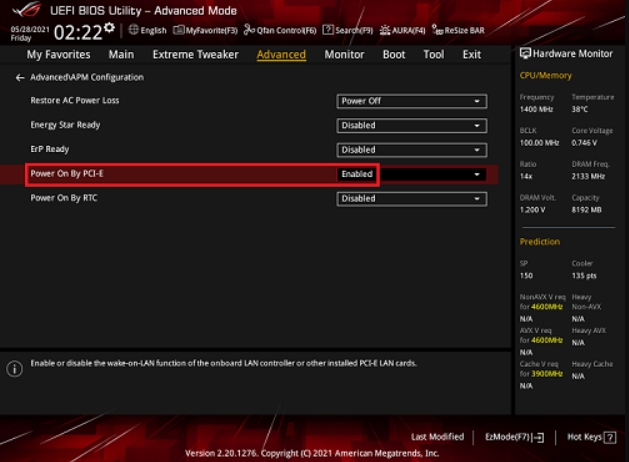 UEFI BIOS Utility – Advanced Mode
05/28/2021
Friday
02:22
English
MyFavorite(F3)
Qfan Control(F6)
? Search(F9)
AURA(F4)
ReSize BAR
My Favorites Main Extreme Tweaker Advanced Monitor Boot Tool Exit
Hardware Monitor
← Advanced\APM Configuration
Restore AC Power Loss Power Off
Energy Star Ready Disabled
ErP Ready Disabled
Power On By PCI-E Enabled
Power On By RTC Disabled
CPU/Memory
Frequency Temperature
1400 MHz 38°C
BCLK Core Voltage
100.00 MHz 0.746 V
Ratio DRAM Freq.
14x 2133 MHz
DRAM Volt. Capacity
1.200 V 8192 MB
Prediction
SP Cooler
150 135 pts
NonAVX V req Heavy
for 4600MHz Non-AVX
N/A N/A
AVX V req Heavy AVX
for 4600MHz N/A
N/A
Cache V req Heavy Cache
for 3900MHz N/A
N/A
i Enable or disable the wake-on-LAN function of the onboard LAN controller or other installed PCI-E LAN cards.
Last Modified EzMode(F7) Hot Keys ?
Version 2.20.1276. Copyright (C) 2021 American Megatrends, Inc.